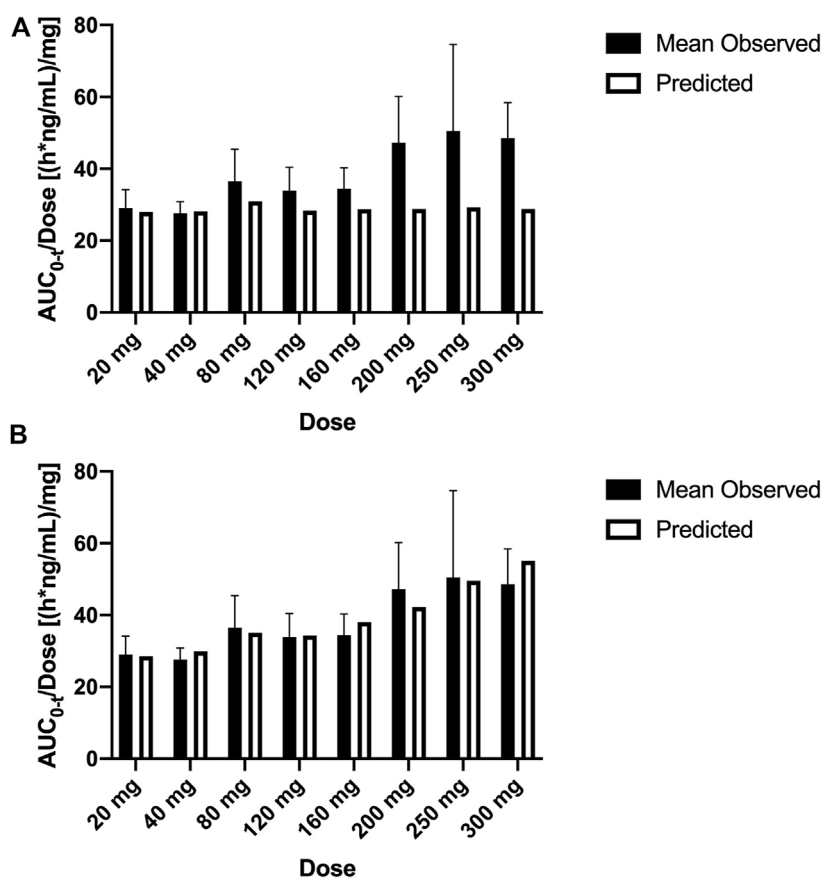 A
AUC0-t/Dose [(h*ng/mL)/mg]
80
60
40
20
0
20 mg
40 mg
80 mg
120 mg
160 mg
200 mg
250 mg
300 mg
Dose
Mean Observed
Predicted
B
AUC0-t/Dose [(h*ng/mL)/mg]
80
60
40
20
0
20 mg
40 mg
80 mg
120 mg
160 mg
200 mg
250 mg
300 mg
Dose
Mean Observed
Predicted